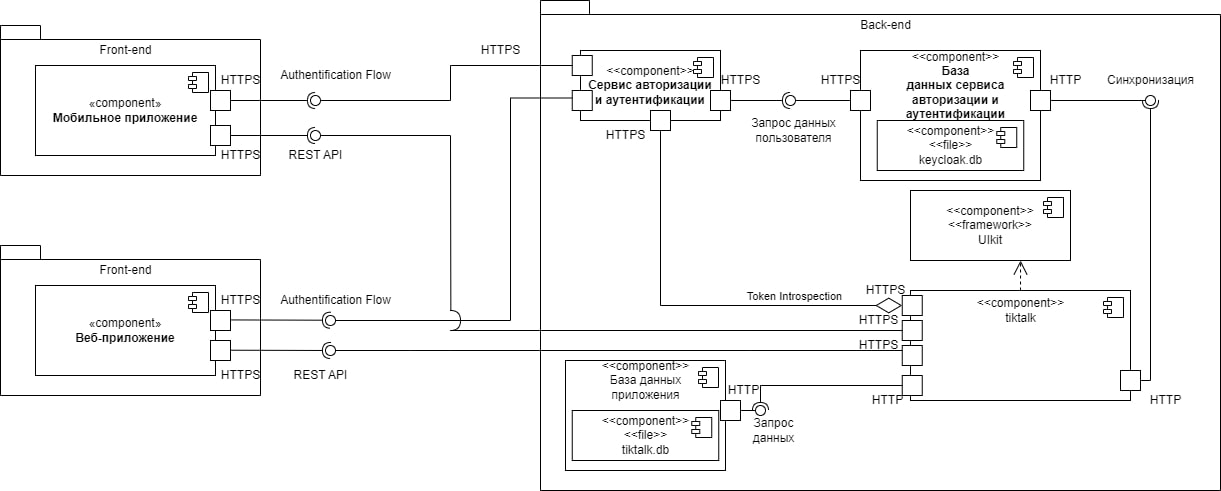 Front-end
HTTPS
Authentification Flow
«component»
Мобильное приложение
HTTPS
REST API
Front-end
HTTPS
Authentification Flow
«component»
Веб-приложение
HTTPS
REST API
Back-end
HTTPS
<<component>>
Сервис авторизации
и аутентификации
HTTPS
HTTPS
Запрос данных
пользователя
HTTPS
<<component>>
База
данных сервиса
авторизации и
аутентификации
<<component>>
<<file>>
keycloak.db
HTTP
Синхронизация
<<component>>
<<framework>>
UIkit
Token Introspection
HTTPS
HTTPS
HTTPS
HTTP
<<component>>
tiktalk
HTTP
<<component>>
База данных
приложения
<<component>>
<<file>>
tiktalk.db
HTTP
Запрос
данных